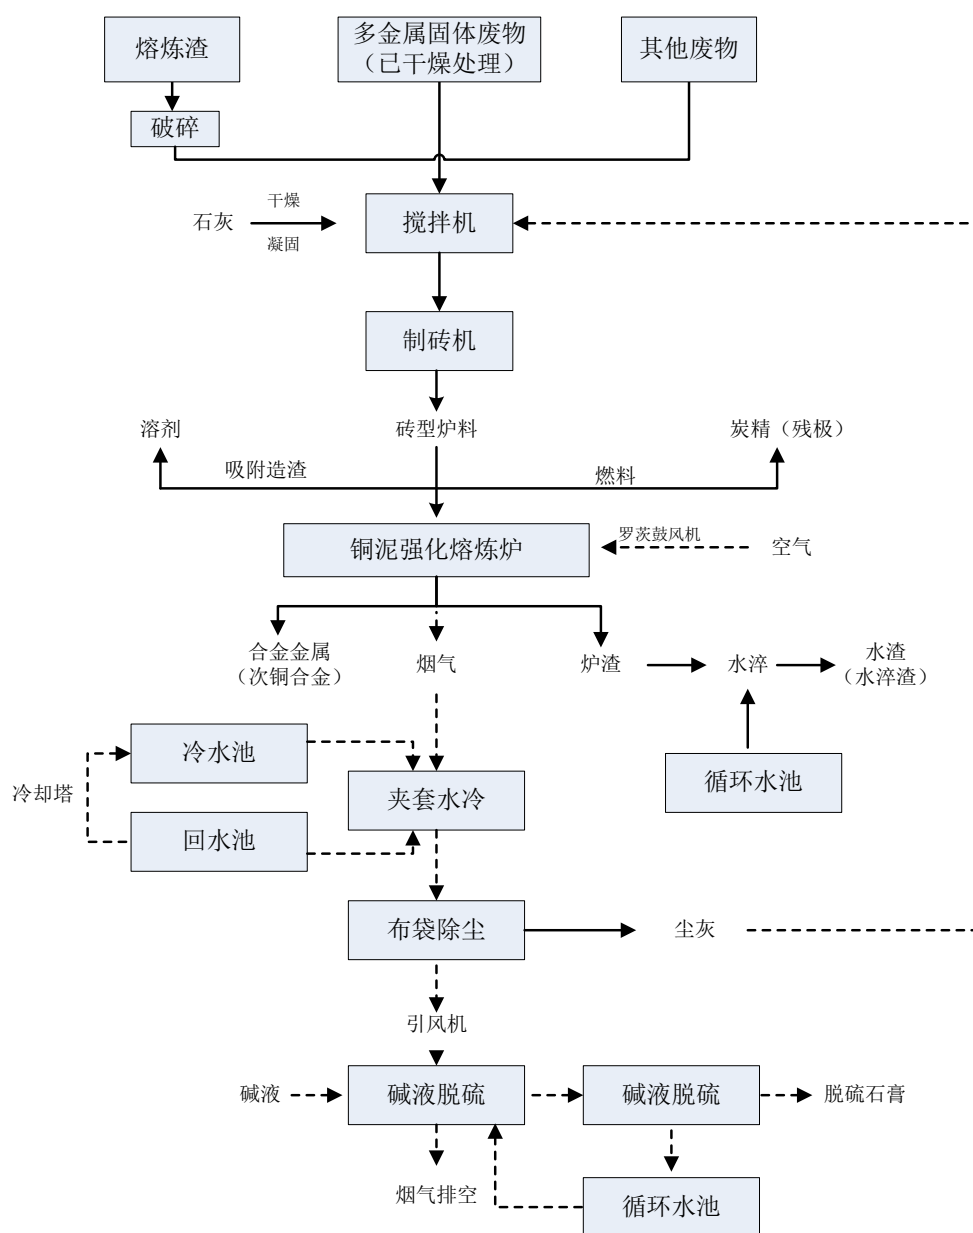 熔炼渣
多金属固体废物
（已干燥处理）
其他废物
破碎
石灰
干燥
凝固
搅拌机
制砖机
溶剂
砖型炉料
炭精（残极）
吸附造渣
燃料
铜泥强化熔炼炉
罗茨鼓风机
空气
合金金属
（次铜合金）
烟气
炉渣
水淬
水渣
（水淬渣）
冷水池
冷却塔
夹套水冷
循环水池
回水池
布袋除尘
尘灰
引风机
碱液
碱液脱硫
碱液脱硫
脱硫石膏
烟气排空
循环水池